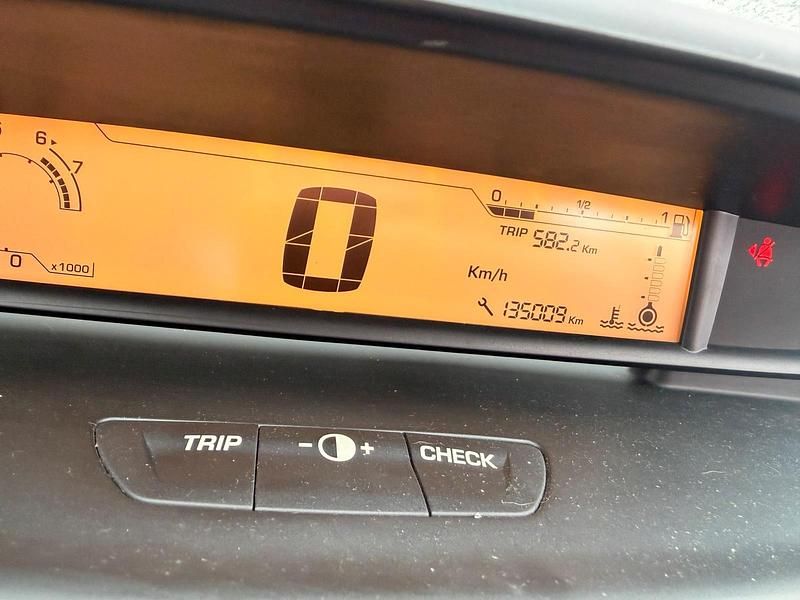 6 7
0 x1000
0
0 1/2 1
TRIP 582.2 Km
Km/h
135009 Km
TRIP - + CHECK